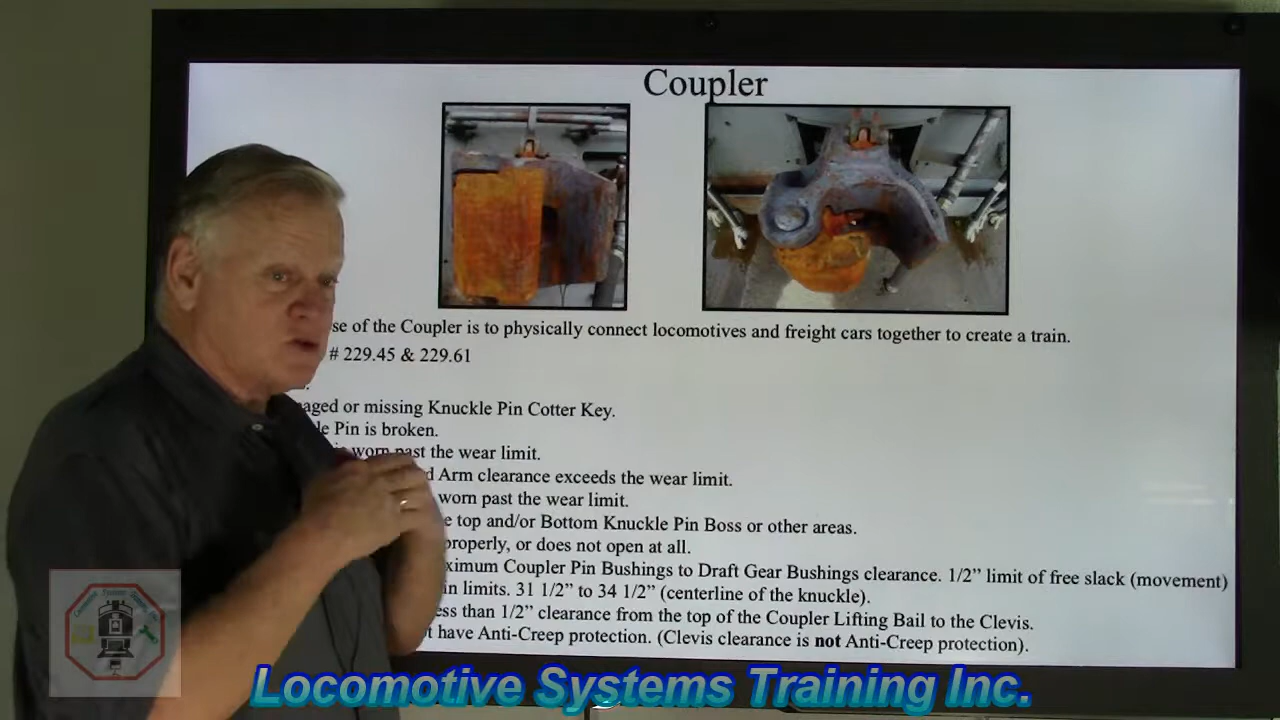 Coupler
se of the Coupler is to physically connect locomotives and freight cars together to create a train.
# 229.45 & 229.61
aged or missing Knuckle Pin Cotter Key.
le Pin is broken.
worn past the wear limit.
d Arm clearance exceeds the wear limit.
worn past the wear limit.
e top and/or Bottom Knuckle Pin Boss or other areas.
properly, or does not open at all.
ximum Coupler Pin Bushings to Draft Gear Bushings clearance. 1/2” limit of free slack (movement)
in limits. 31 1/2” to 34 1/2” (centerline of the knuckle).
ess than 1/2” clearance from the top of the Coupler Lifting Bail to the Clevis.
t have Anti-Creep protection. (Clevis clearance is not Anti-Creep protection).
Locomotive Systems Training Inc.